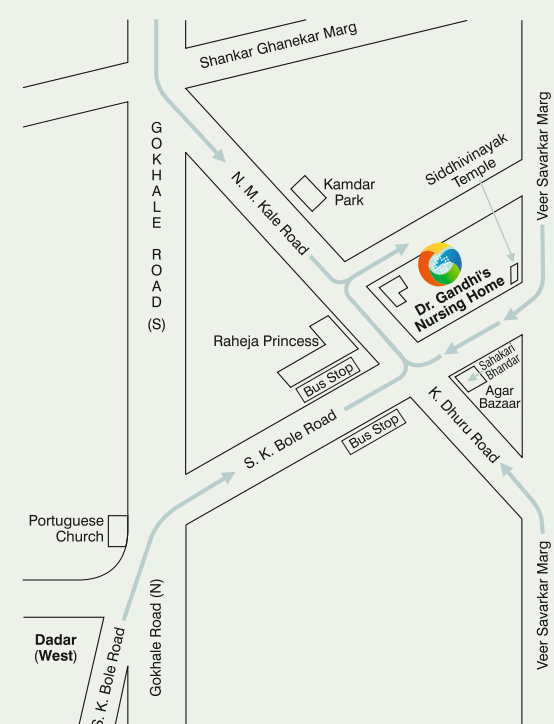 Shankar Ghanekar Marg
GOKHALE ROAD
(S)
Veer Savarkar Marg
Siddhivinayak
Temple
N. M. Kale Road
Kamdar
Park
Dr. Gandhi's
Nursing Home
Raheja Princess
Bus Stop
Sahakari
Bhandar
Agar
Bazaar
K. Dhuru Road
S. K. Bole Road
Bus Stop
Portuguese
Church
Gokhale Road (N)
Veer Savarkar Marg
Dadar
(West)
S. K. Bole Road